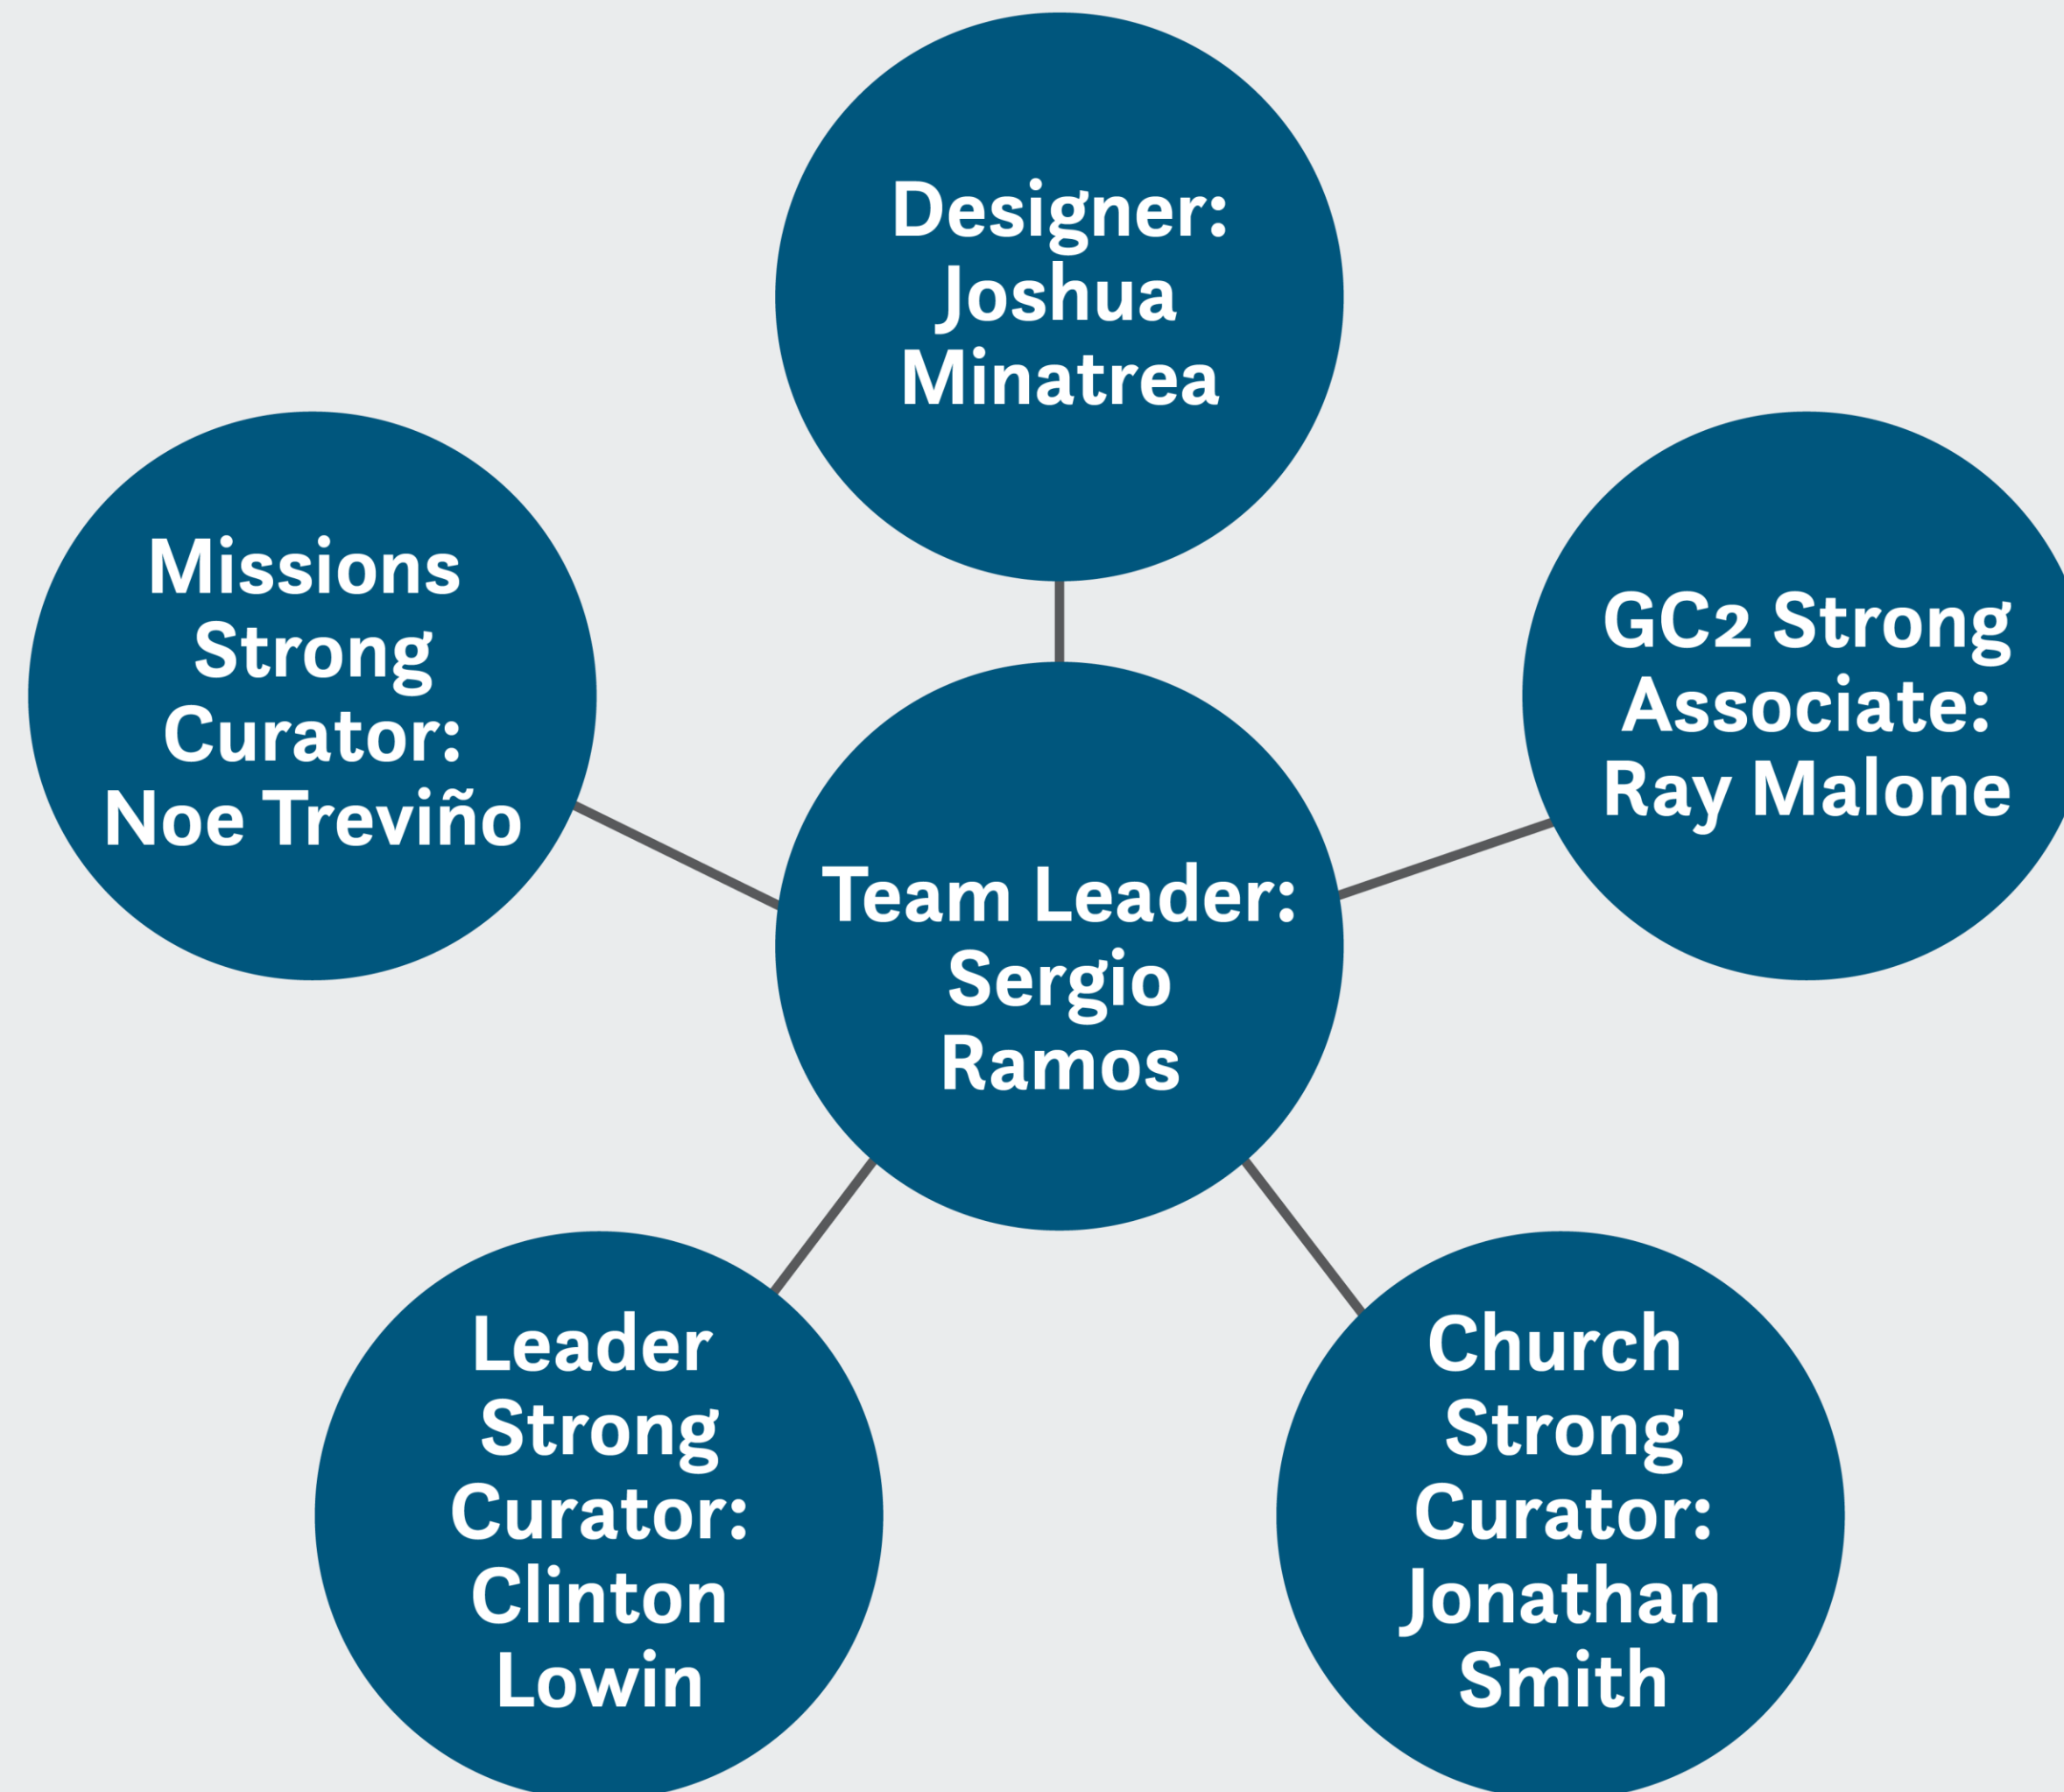 Designer:
Joshua
Minatrea
Missions
Strong
Curator:
Noe Treviño
GC2 Strong
Associate:
Ray Malone
Team Leader:
Sergio
Ramos
Leader
Strong
Curator:
Clinton
Lowin
Church
Strong
Curator:
Jonathan
Smith